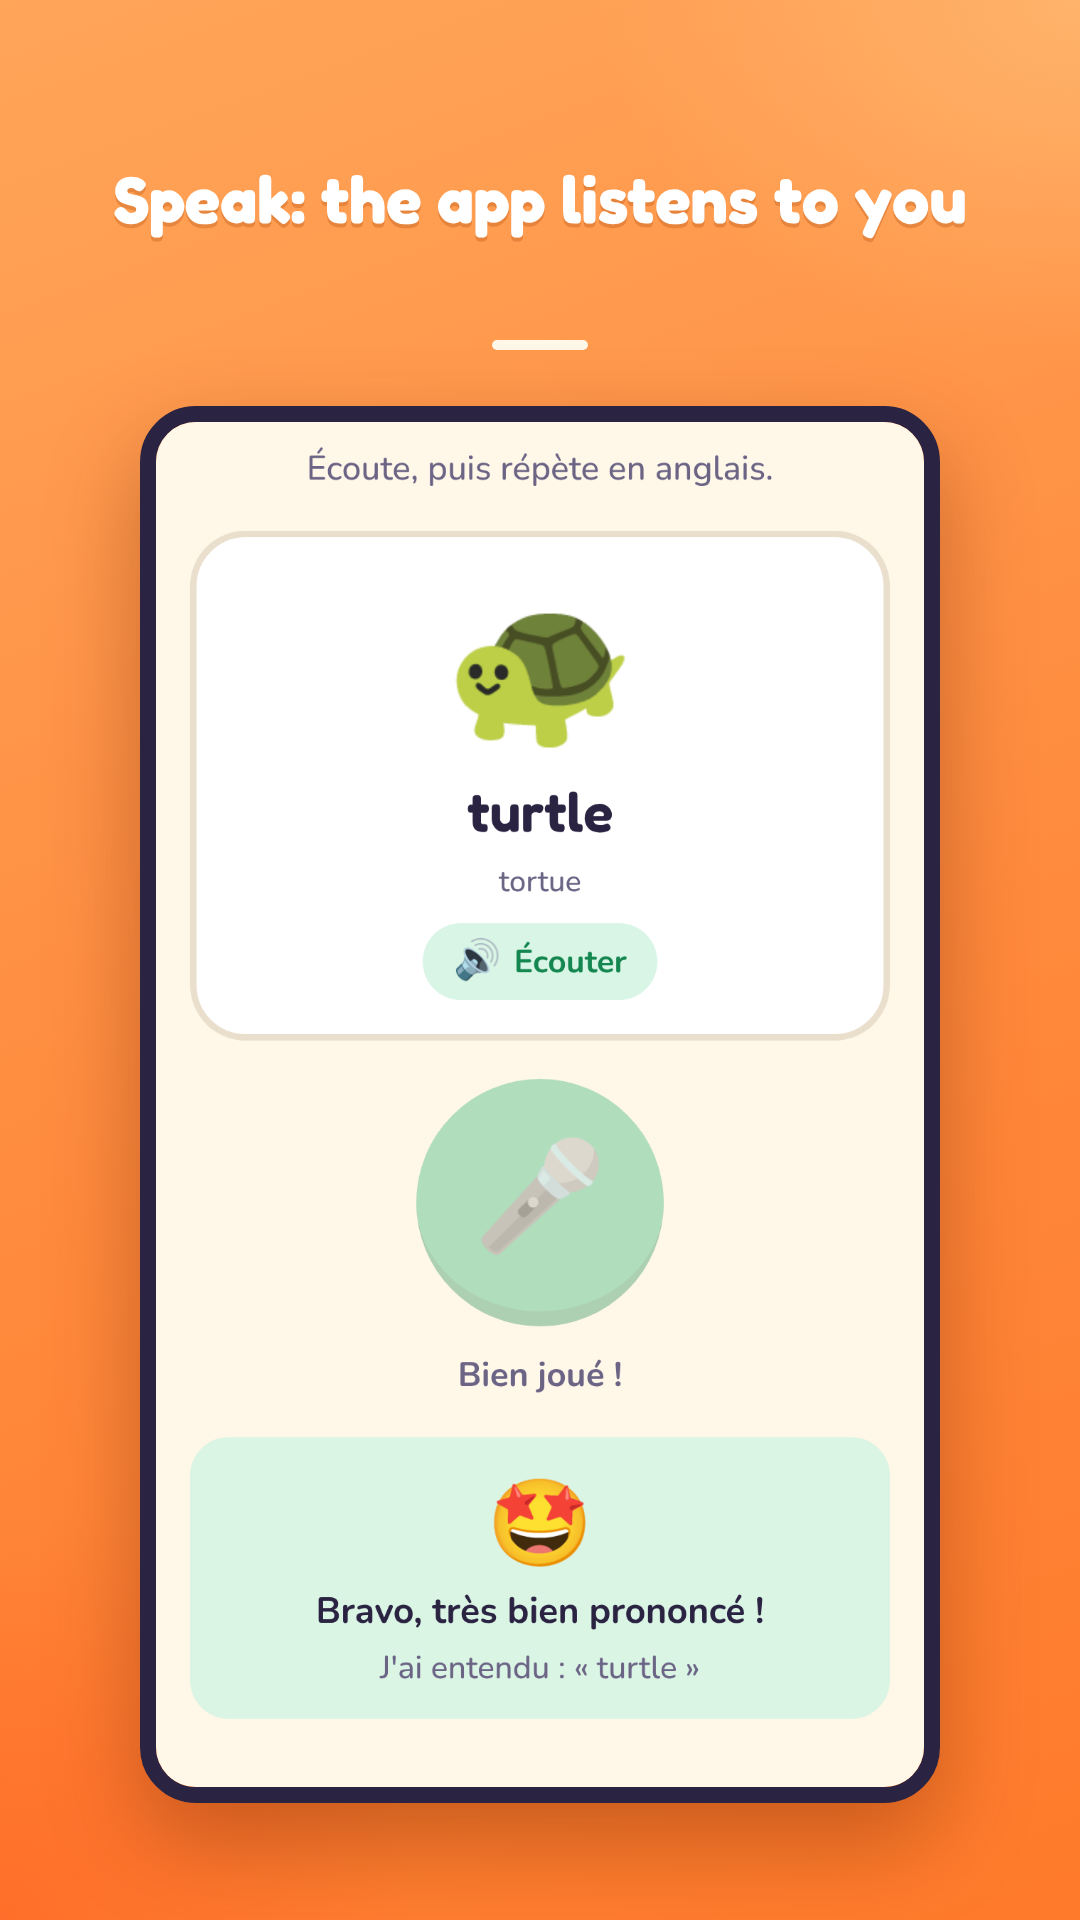 Speak: the app listens to you
Écoute, puis répète en anglais.
turtle
tortue
Écouter
Bien joué !
Bravo, très bien prononcé !
J'ai entendu : « turtle »